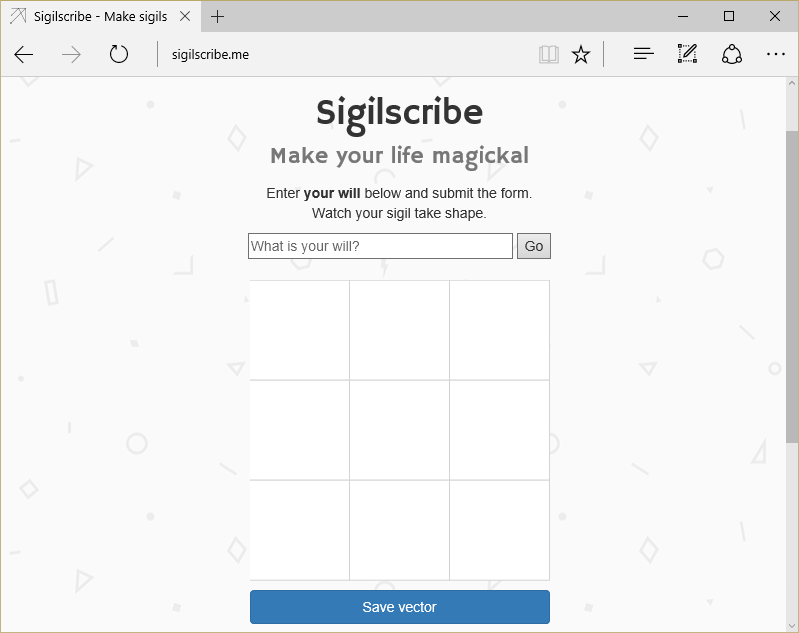 Sigilscribe - Make sigils
sigilscribe.me
Sigilscribe
Make your life magickal
Enter your will below and submit the form.
Watch your sigil take shape.
What is your will?
Go
Save vector